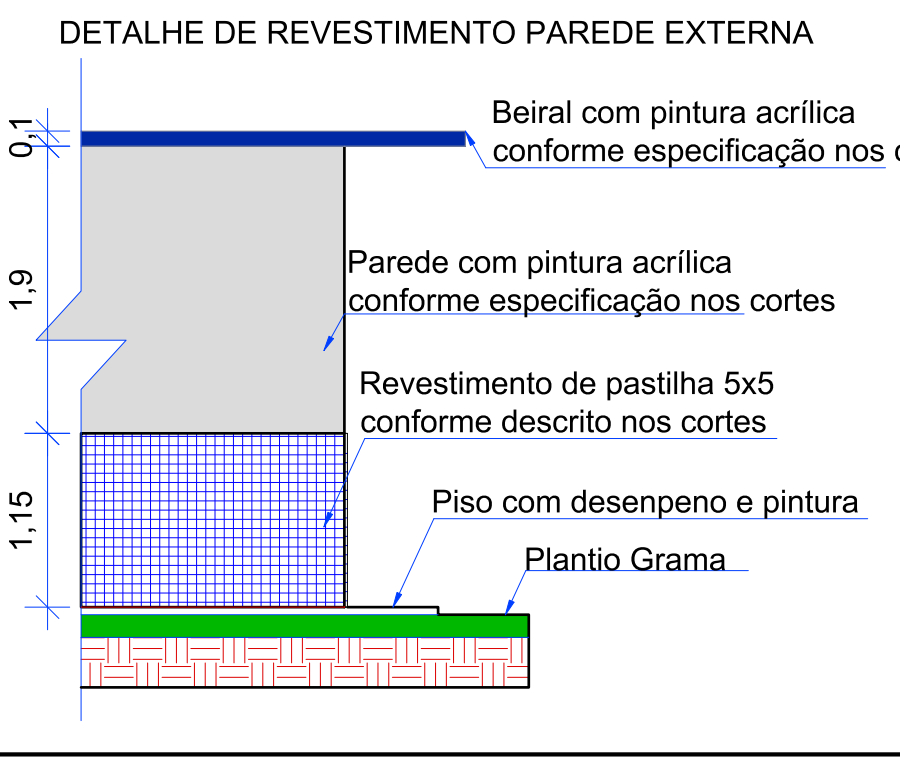 DETALHE DE REVESTIMENTO PAREDE EXTERNA
0,1
Beiral com pintura acrílica
conforme especificação nos
1,9
Parede com pintura acrílica
conforme especificação nos cortes
Revestimento de pastilha 5x5
conforme descrito nos cortes
1,15
Piso com desenpeno e pintura
Plantio Grama